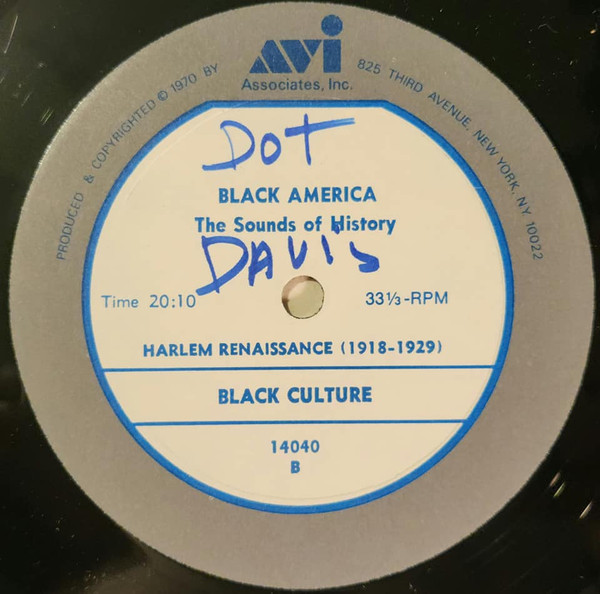 PRODUCED & COPYRIGHTED © 1970 BY
AVI
Associates, Inc.
825 THIRD AVENUE, NEW YORK, N.Y. 10022
Dot
BLACK AMERICA
The Sounds of History
DAVIS
Time 20:10
33⅓-RPM
HARLEM RENAISSANCE (1918-1929)
BLACK CULTURE
14040
B